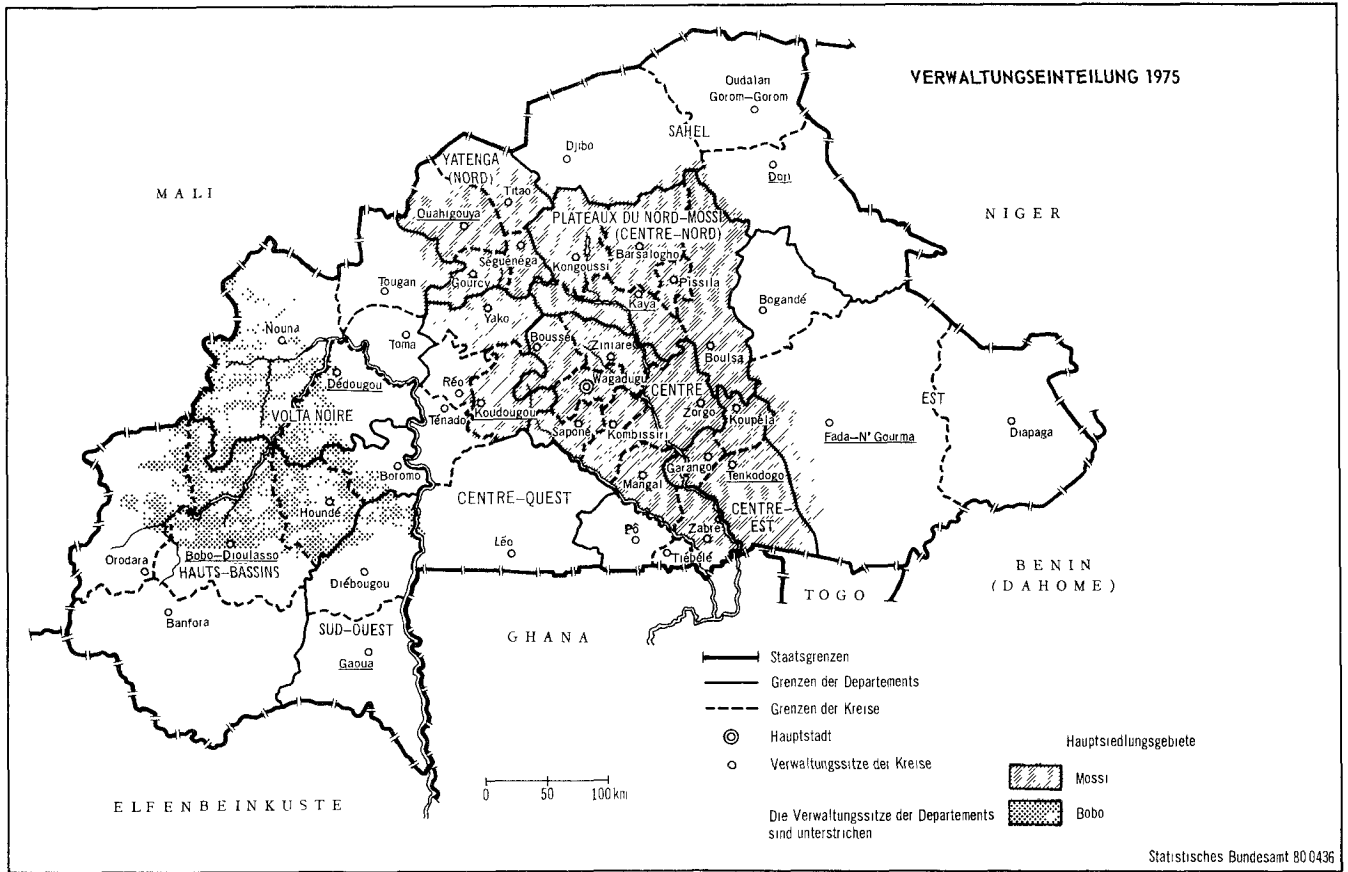 VERWALTUNGSEINTEILUNG 1975
Oudalan
Gorom–Gorom
SAHEL
Djibo
Dori
MALI
NIGER
YATENGA
(NORD)
Titao
Ouahigouya
PLATEAUX DU NORD-MOSSI
(CENTRE-NORD)
Barsalogho
Séguénéga
Kongoussi
Gourcy
Pissila
Tougan
Kaya
Bogandé
Yako
Nouna
Toma
Boussé
Ziniaré
Boulsa
Dédougou
Réo
Wagadugu
CENTRE
EST
VOLTA NOIRE
Ténado
Koudougou
Zorgo
Koupéla
Saponé
Kombissiri
Fada–N'Gourma
Diapaga
Boromo
Garango
Tenkodogo
Manga
Houndé
CENTRE–OUEST
CENTRE–
EST
Zabré
Bobo–Dioulasso
Pô
Léo
Tiébélé
Orodara
HAUTS–BASSINS
Diébougou
BENIN
(DAHOME)
TOGO
Banfora
SUD–OUEST
GHANA
Gaoua
Staatsgrenzen
Grenzen der Departements
Grenzen der Kreise
Hauptstadt
Verwaltungssitze der Kreise
Hauptsiedlungsgebiete
Mossi
Bobo
0 50 100 km
ELFENBEINKUSTE
Die Verwaltungssitze der Departements
sind unterstrichen
Statistisches Bundesamt 80 0436